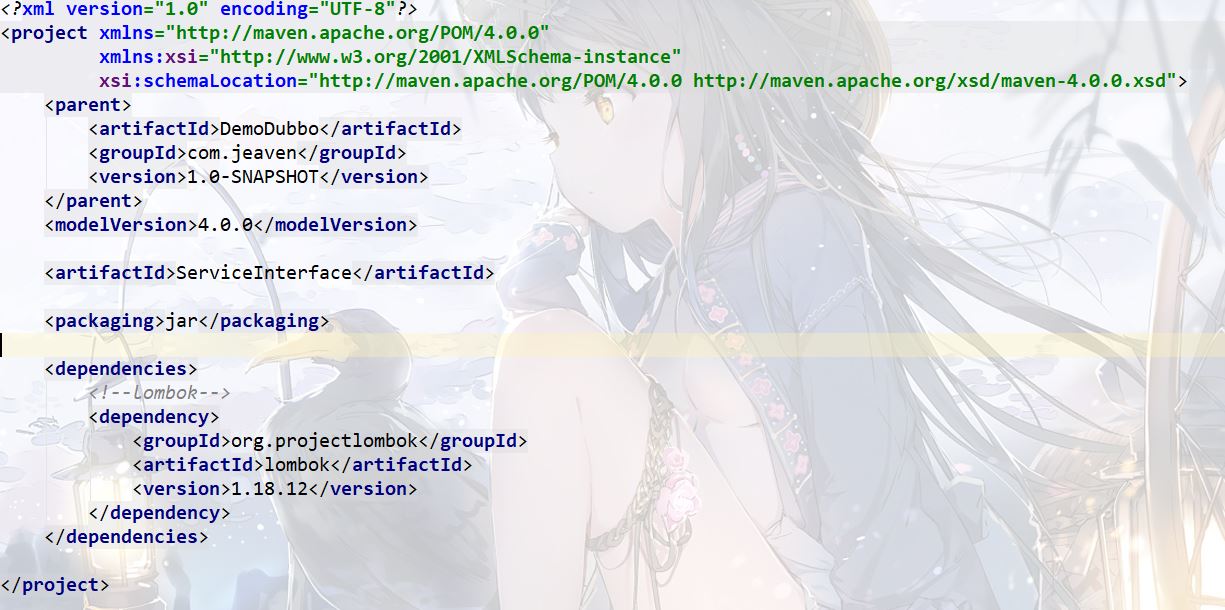 <?xml version="1.0" encoding="UTF-8"?>
<project xmlns="http://maven.apache.org/POM/4.0.0"
         xmlns:xsi="http://www.w3.org/2001/XMLSchema-instance"
         xsi:schemaLocation="http://maven.apache.org/POM/4.0.0 http://maven.apache.org/xsd/maven-4.0.0.xsd">
    <parent>
        <artifactId>DemoDubbo</artifactId>
        <groupId>com.jeaven</groupId>
        <version>1.0-SNAPSHOT</version>
    </parent>
    <modelVersion>4.0.0</modelVersion>
    <artifactId>ServiceInterface</artifactId>
    <packaging>jar</packaging>
    <dependencies>
        <!--lombok-->
        <dependency>
            <groupId>org.projectlombok</groupId>
            <artifactId>lombok</artifactId>
            <version>1.18.12</version>
        </dependency>
    </dependencies>
</project>